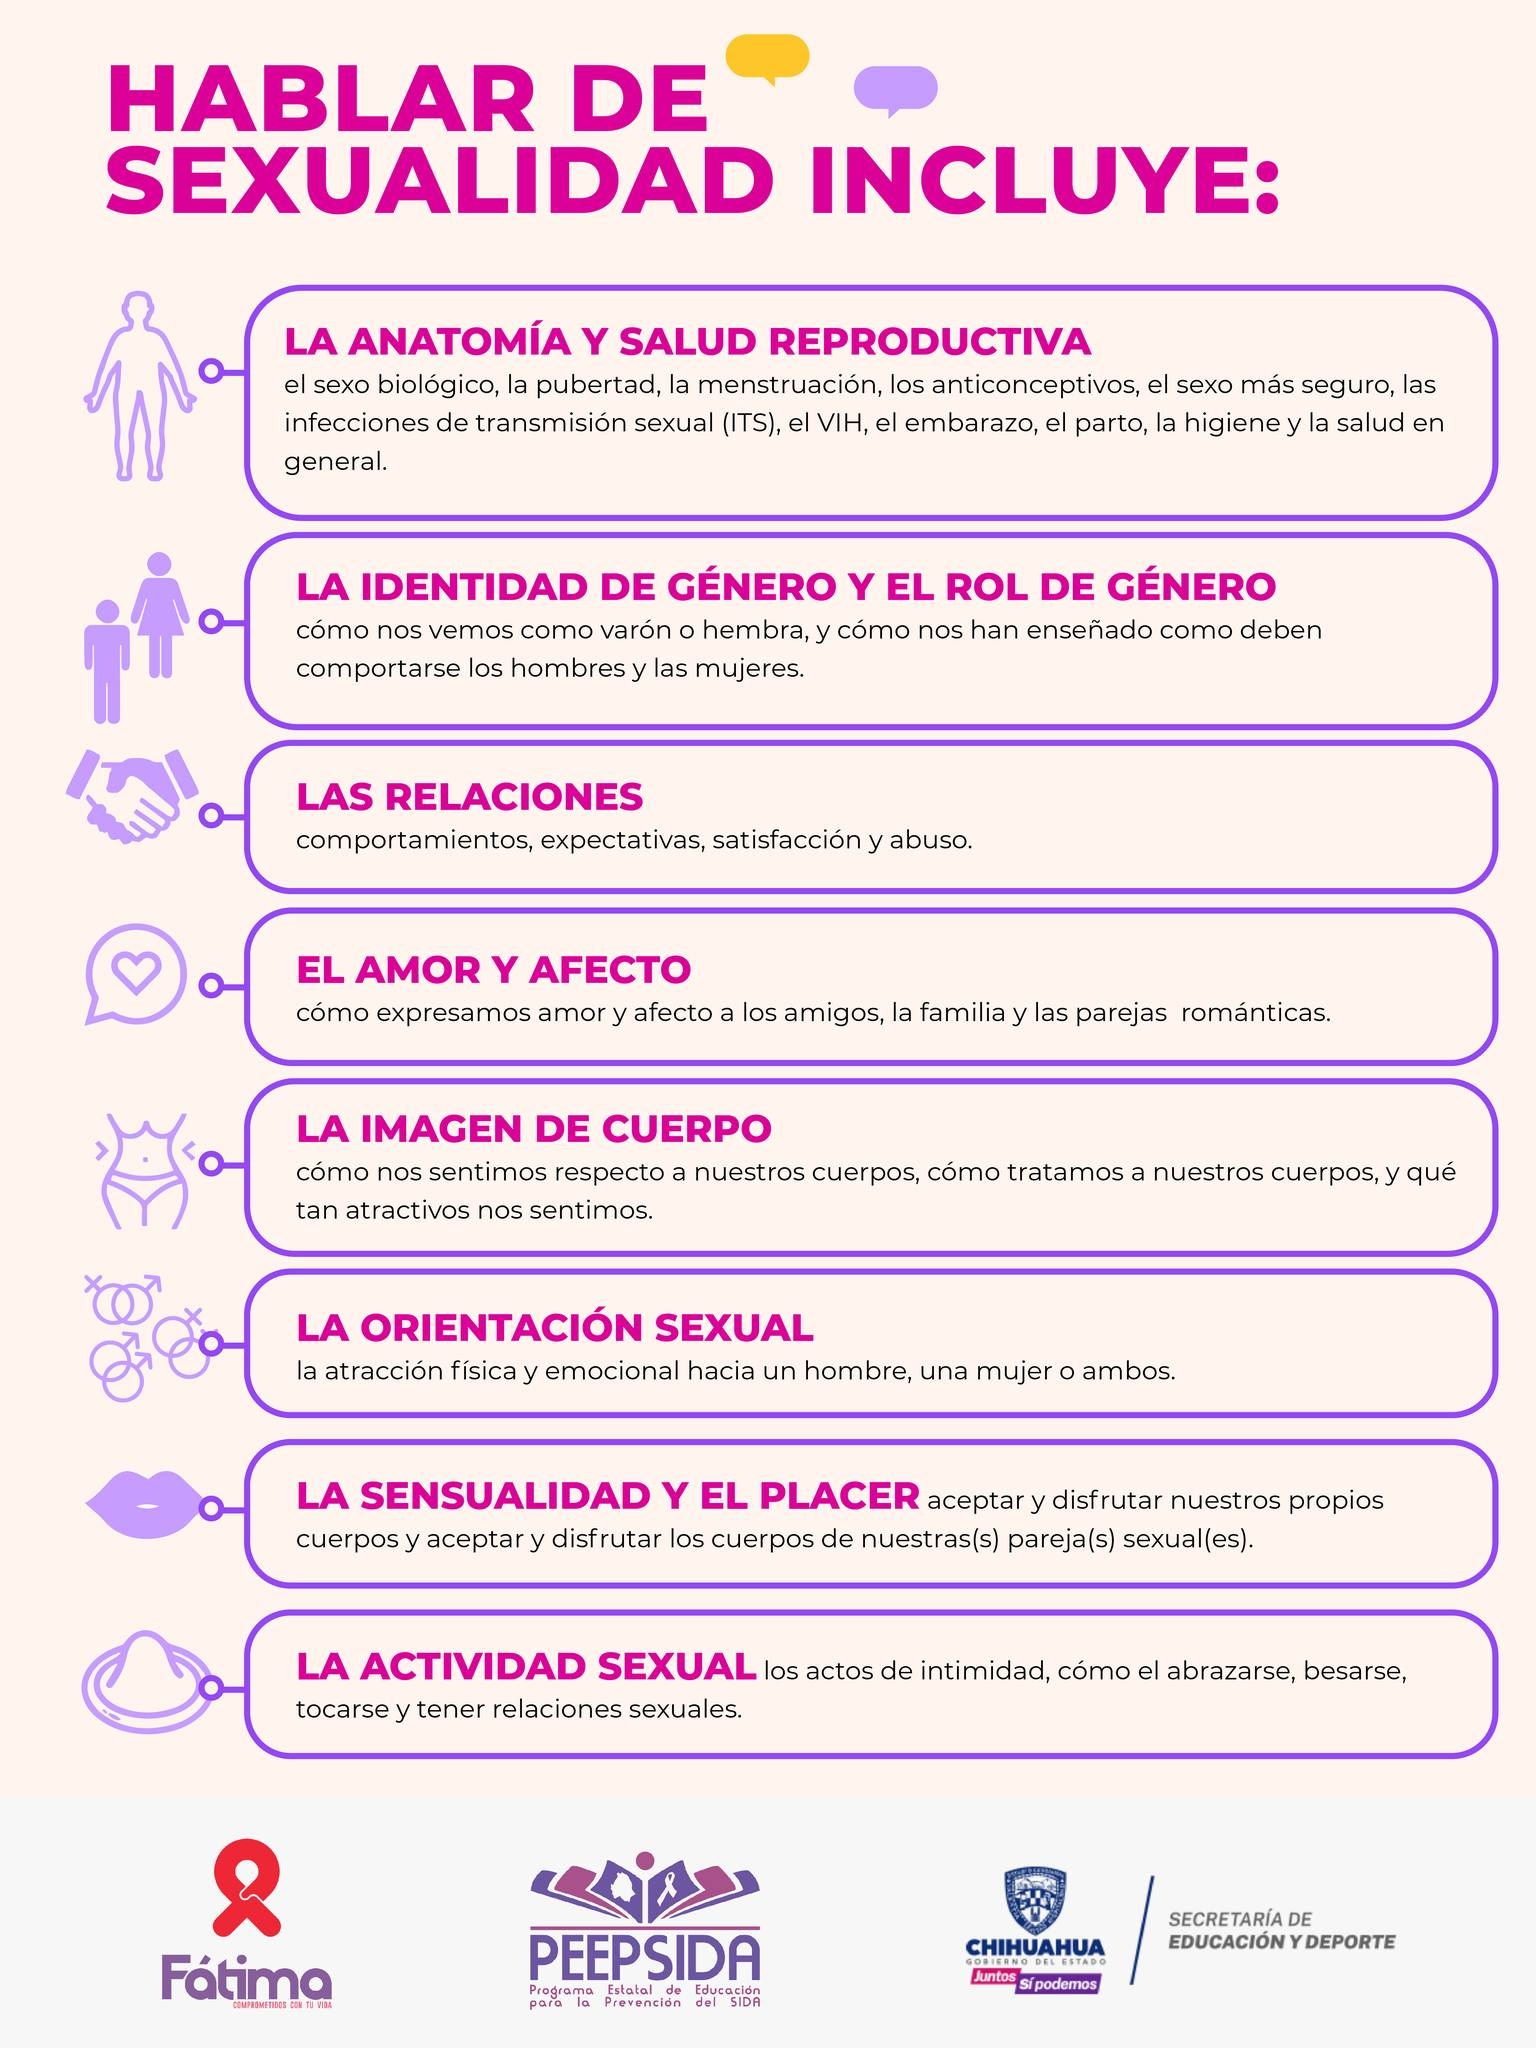 HABLAR DE
SEXUALIDAD INCLUYE:
LA ANATOMÍA Y SALUD REPRODUCTIVA
el sexo biológico, la pubertad, la menstruación, los anticonceptivos, el sexo más seguro, las
infecciones de transmisión sexual (ITS), el VIH, el embarazo, el parto, la higiene y la salud en
general.
LA IDENTIDAD DE GÉNERO Y EL ROL DE GÉNERO
cómo nos vemos como varón o hembra, y cómo nos han enseñado como deben
comportarse los hombres y las mujeres.
LAS RELACIONES
comportamientos, expectativas, satisfacción y abuso.
EL AMOR Y AFECTO
cómo expresamos amor y afecto a los amigos, la familia y las parejas  románticas.
LA IMAGEN DE CUERPO
cómo nos sentimos respecto a nuestros cuerpos, cómo tratamos a nuestros cuerpos, y qué
tan atractivos nos sentimos.
LA ORIENTACIÓN SEXUAL
la atracción física y emocional hacia un hombre, una mujer o ambos.
LA SENSUALIDAD Y EL PLACER aceptar y disfrutar nuestros propios
cuerpos y aceptar y disfrutar los cuerpos de nuestras(s) pareja(s) sexual(es).
LA ACTIVIDAD SEXUAL los actos de intimidad, cómo el abrazarse, besarse,
tocarse y tener relaciones sexuales.
Fátima
COMPROMETIDOS CON TU VIDA
PEEPSIDA
Programa Estatal de Educación
para la Prevención del SIDA
CHIHUAHUA
GOBIERNO DEL ESTADO
Juntos
Sí podemos
SECRETARÍA DE
EDUCACIÓN Y DEPORTE